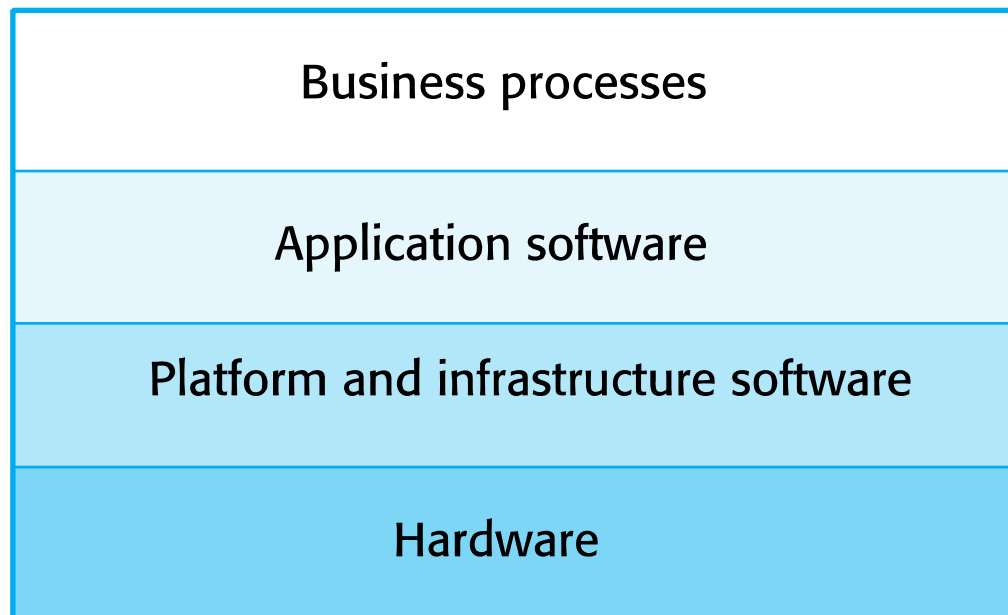 Business processes
Application software
Platform and infrastructure software
Hardware